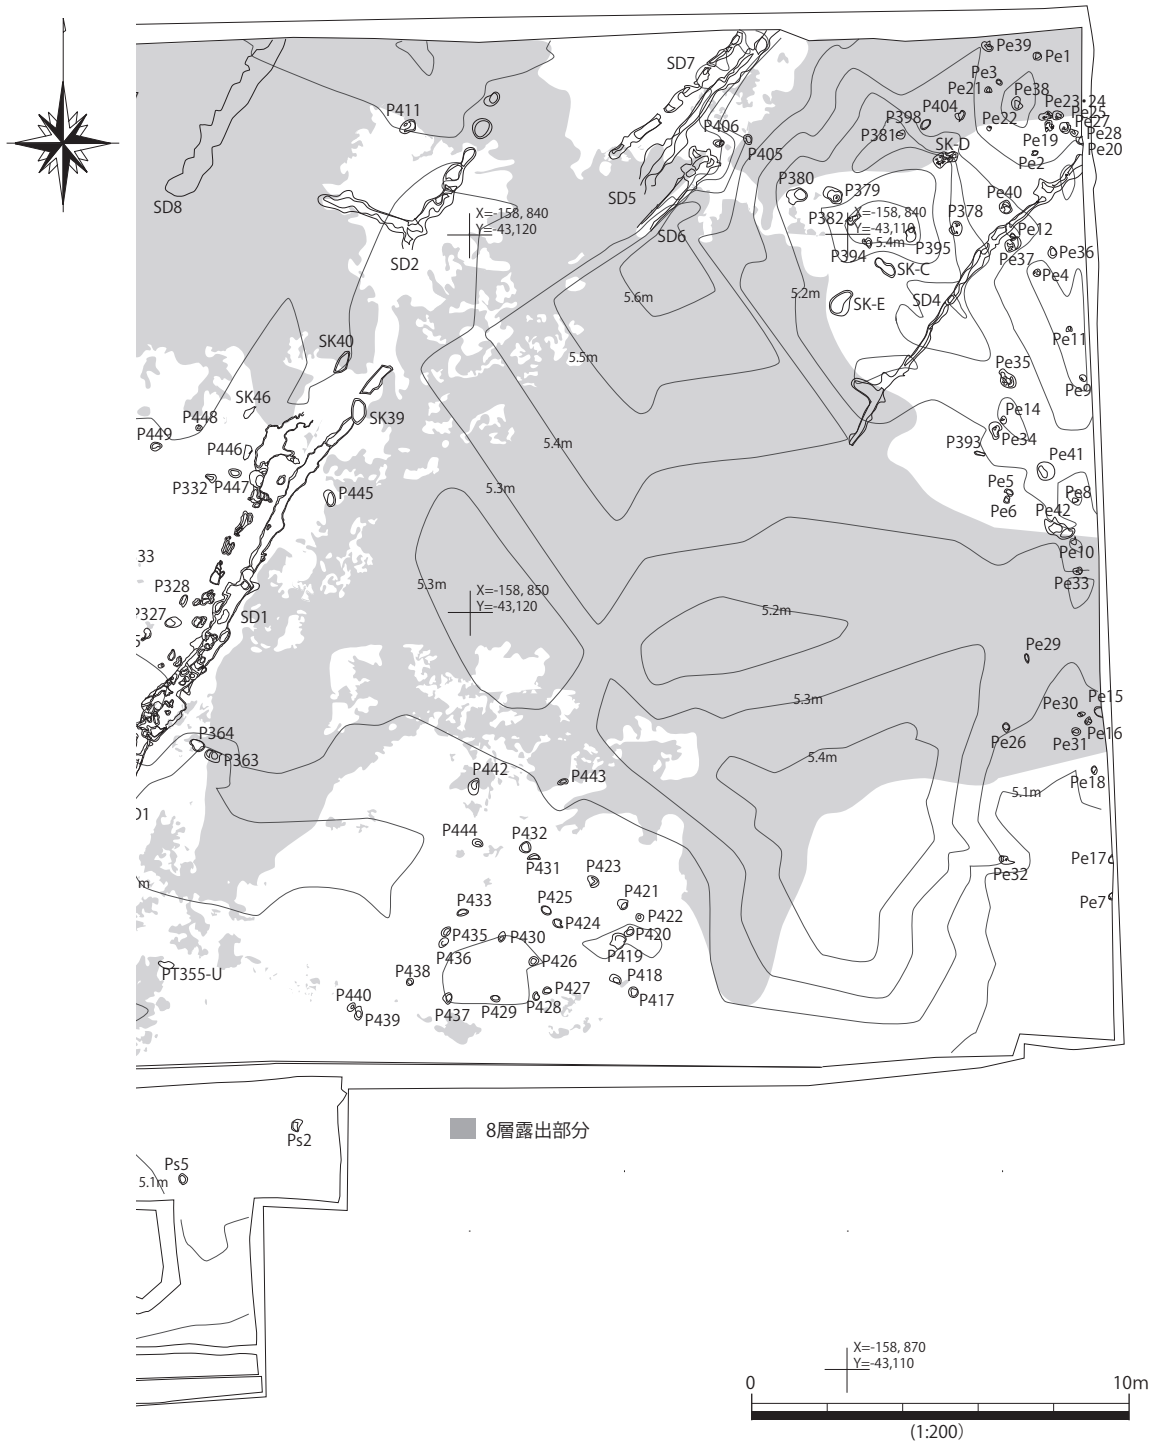 Pe39
Pe1
SD7
Pe3
Pe21
Pe38
P411
P404
Pe23・24
Pe25
P398
Pe22
Pe27
P406
P381
Pe19
Pe28
P405
SK-D
Pe20
Pe2
P380
P379
Pe40
SD5
SD8
X=-158, 840
Y=-43,120
P382
X=-158, 840
Y=-43,110
P378
SD6
5.4m
Pe12
P394
P395
SD2
Pe37
Pe36
SK-C
Pe4
5.6m
5.2m
SK-E
SD4
SK40
Pe11
5.5m
Pe35
SK46
Pe9
P448
SK39
Pe14
P449
P446
5.4m
P393
Pe34
Pe41
P332
P447
P445
5.3m
Pe5
Pe8
Pe6
Pe42
33
Pe10
P328
5.3m
X=-158, 850
Y=-43,120
Pe33
P327
SD1
5.2m
5
Pe29
5.3m
Pe30
Pe15
P364
Pe26
Pe31
Pe16
P363
5.4m
P442
P443
Pe18
5.1m
D1
P444
P432
P431
Pe17
P423
Pe32
m
P433
P425
P421
Pe7
P424
P422
P435
P430
P420
P436
P419
P426
PT355-U
P438
P418
P440
P427
P439
P437
P429
P428
P417
Ps2
8層露出部分
Ps5
5.1m
X=-158, 870
Y=-43,110
0
10m
(1:200)